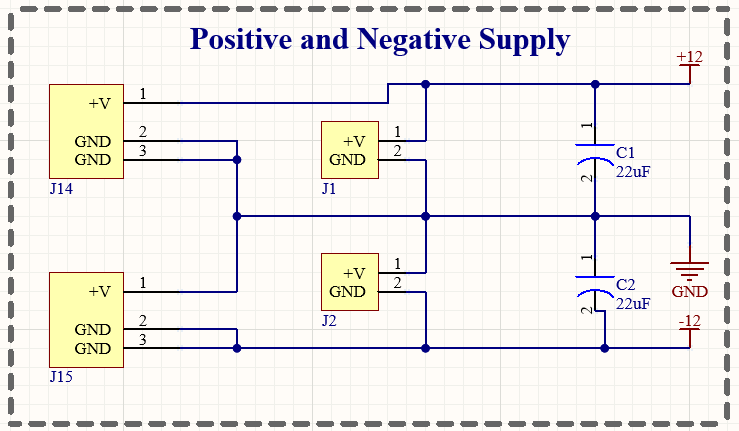 Positive and Negative Supply
+12
+V 1
GND 2
GND 3
J14
+V 1
GND 2
J1
1
C1
22uF
2
+V 1
GND 2
GND 3
J15
+V 1
GND 2
J2
1
C2
22uF
2
GND
-12